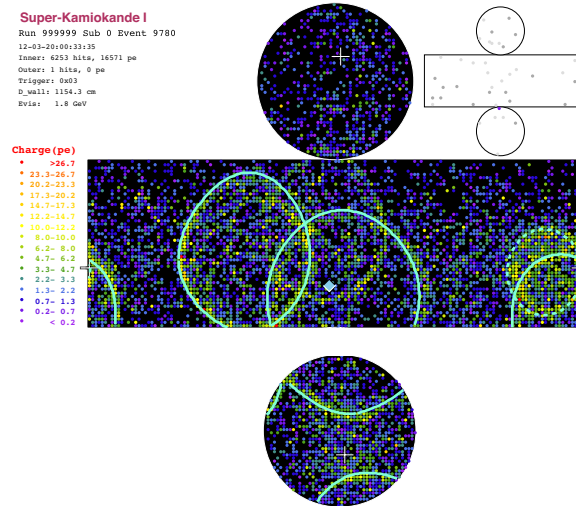 Super-Kamiokande I
Run 999999 Sub 0 Event 9780
12-03-20:00:33:35
Inner: 6253 hits, 16571 pe
Outer: 1 hits, 0 pe
Trigger: 0x03
D_wall: 1154.3 cm
Evis: 1.8 GeV
Charge(pe)
>26.7
23.3-26.7
20.2-23.3
17.3-20.2
14.7-17.3
12.2-14.7
10.0-12.2
8.0-10.0
6.2- 8.0
4.7- 6.2
3.3- 4.7
2.2- 3.3
1.3- 2.2
0.7- 1.3
0.2- 0.7
< 0.2